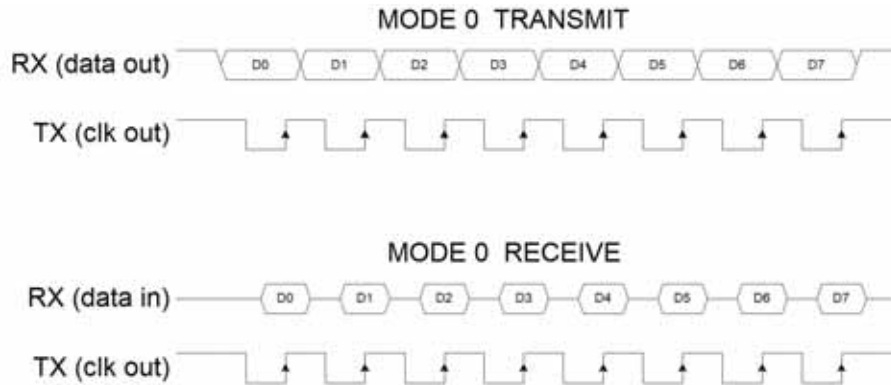 MODE 0 TRANSMIT
RX (data out) D0 D1 D2 D3 D4 D5 D6 D7
TX (clk out)
MODE 0 RECEIVE
RX (data in) D0 D1 D2 D3 D4 D5 D6 D7
TX (clk out)